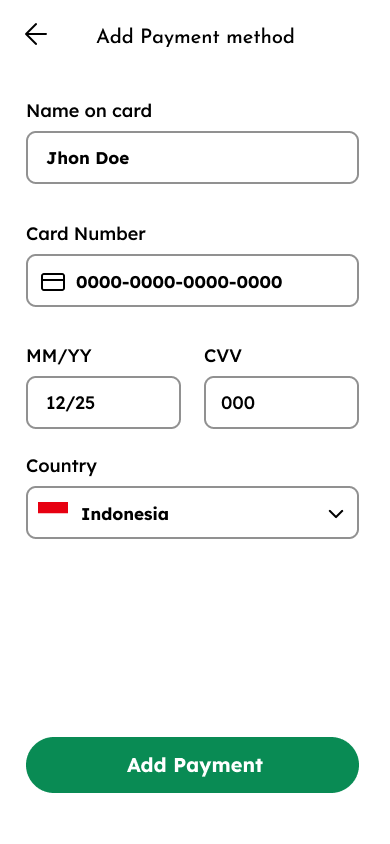 Add Payment method
Name on card
Jhon Doe
Card Number
0000-0000-0000-0000
MM/YY CVV
12/25 000
Country
Indonesia
Add Payment